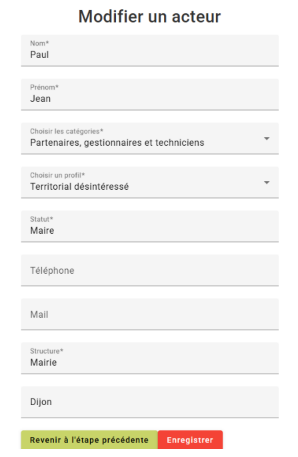 Modifier un acteur
Nom*
Paul
Prénom*
Jean
Choisir les catégories*
Partenaires, gestionnaires et techniciens
Choisir un profil*
Territorial désintéressé
Statut*
Maire
Téléphone
Mail
Structure*
Mairie
Dijon
Revenir à l'étape précédente Enregistrer